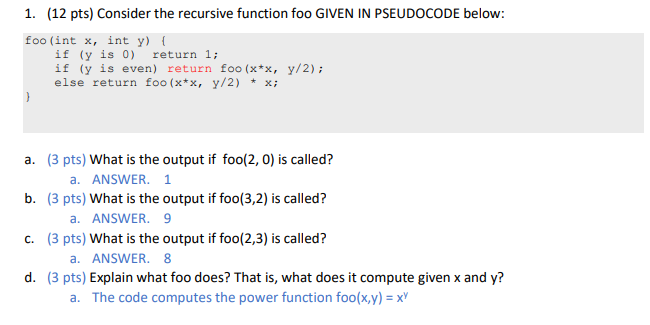 1. (12 pts) Consider the recursive function foo GIVEN IN PSEUDOCODE below:
foo(int x, int y) {
if (y is 0) return 1;
if (y is even) return foo(x*x, y/2);
else return foo(x*x, y/2) * x;
}
a. (3 pts) What is the output if foo(2, 0) is called?
a. ANSWER. 1
b. (3 pts) What is the output if foo(3,2) is called?
a. ANSWER. 9
c. (3 pts) What is the output if foo(2,3) is called?
a. ANSWER. 8
d. (3 pts) Explain what foo does? That is, what does it compute given x and y?
a. The code computes the power function foo(x,y) = xʸ